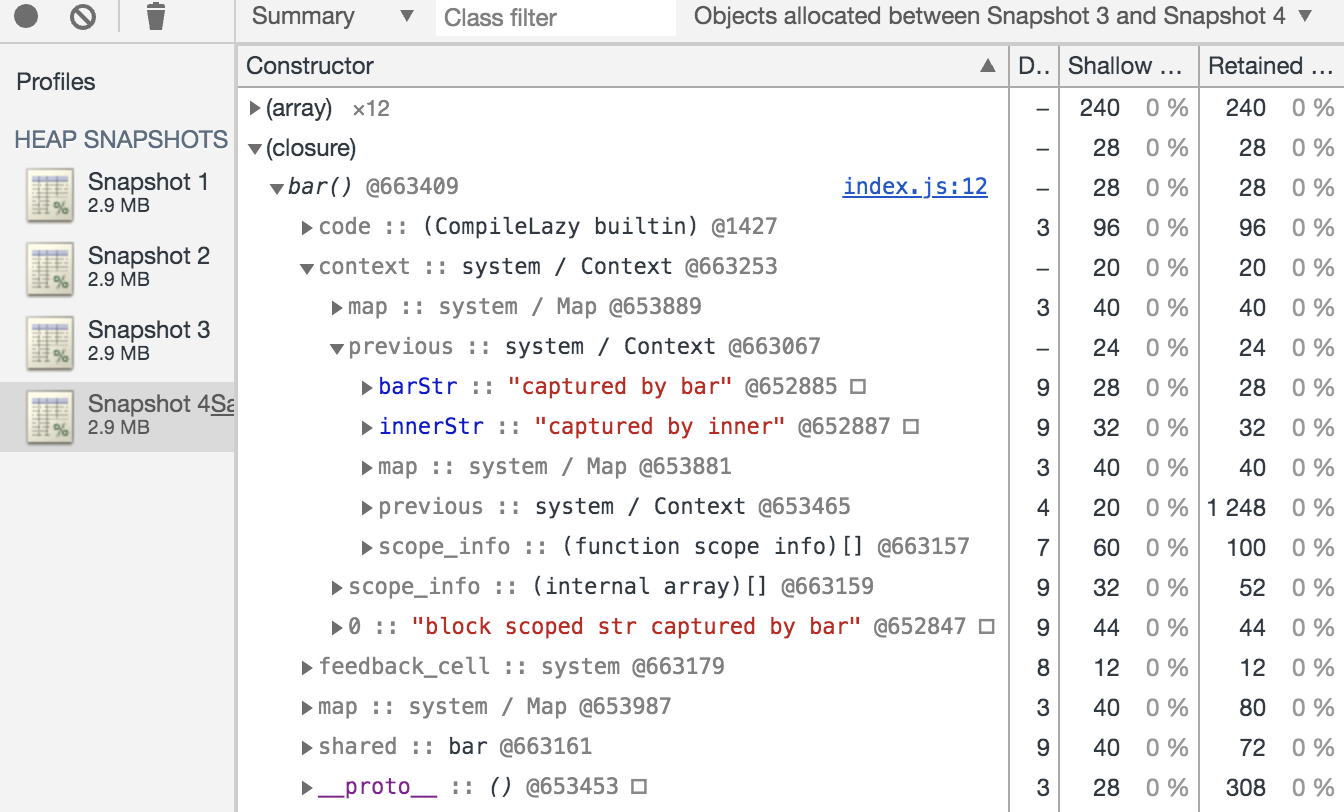 Summary ▼ Class filter Objects allocated between Snapshot 3 and Snapshot 4 ▼
Profiles
HEAP SNAPSHOTS
Snapshot 1
2.9 MB
Snapshot 2
2.9 MB
Snapshot 3
2.9 MB
Snapshot 4Sa
2.9 MB
Constructor ▲ D.. Shallow ... Retained ...
▶(array) ×12 – 240 0 % 240 0 %
▼(closure) – 28 0 % 28 0 %
▼bar() @663409 index.js:12 – 28 0 % 28 0 %
▶code :: (CompileLazy builtin) @1427 3 96 0 % 96 0 %
▼context :: system / Context @663253 – 20 0 % 20 0 %
▶map :: system / Map @653889 3 40 0 % 40 0 %
▼previous :: system / Context @663067 – 24 0 % 24 0 %
▶barStr :: "captured by bar" @652885 □ 9 28 0 % 28 0 %
▶innerStr :: "captured by inner" @652887 □ 9 32 0 % 32 0 %
▶map :: system / Map @653881 3 40 0 % 40 0 %
▶previous :: system / Context @653465 4 20 0 % 1 248 0 %
▶scope_info :: (function scope info)[] @663157 7 60 0 % 100 0 %
▶scope_info :: (internal array)[] @663159 9 32 0 % 52 0 %
▶0 :: "block scoped str captured by bar" @652847 □ 9 44 0 % 44 0 %
▶feedback_cell :: system @663179 8 12 0 % 12 0 %
▶map :: system / Map @653987 3 40 0 % 80 0 %
▶shared :: bar @663161 9 40 0 % 72 0 %
▶__proto__ :: () @653453 □ 3 28 0 % 308 0 %